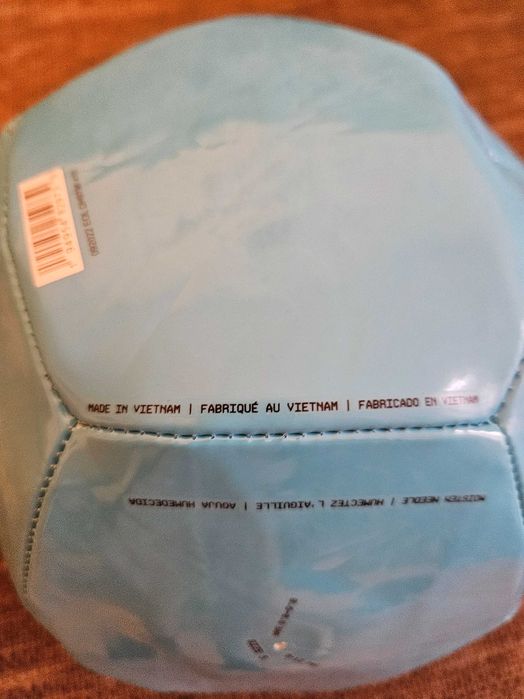 MADE IN VIETNAM | FABRIQUÉ AU VIETNAM | FABRICADO EN VIETNAM
MOISTEN NEEDLE / HUMECTEZ L'AIGUILLE | AGUJA HUMEDECIDA